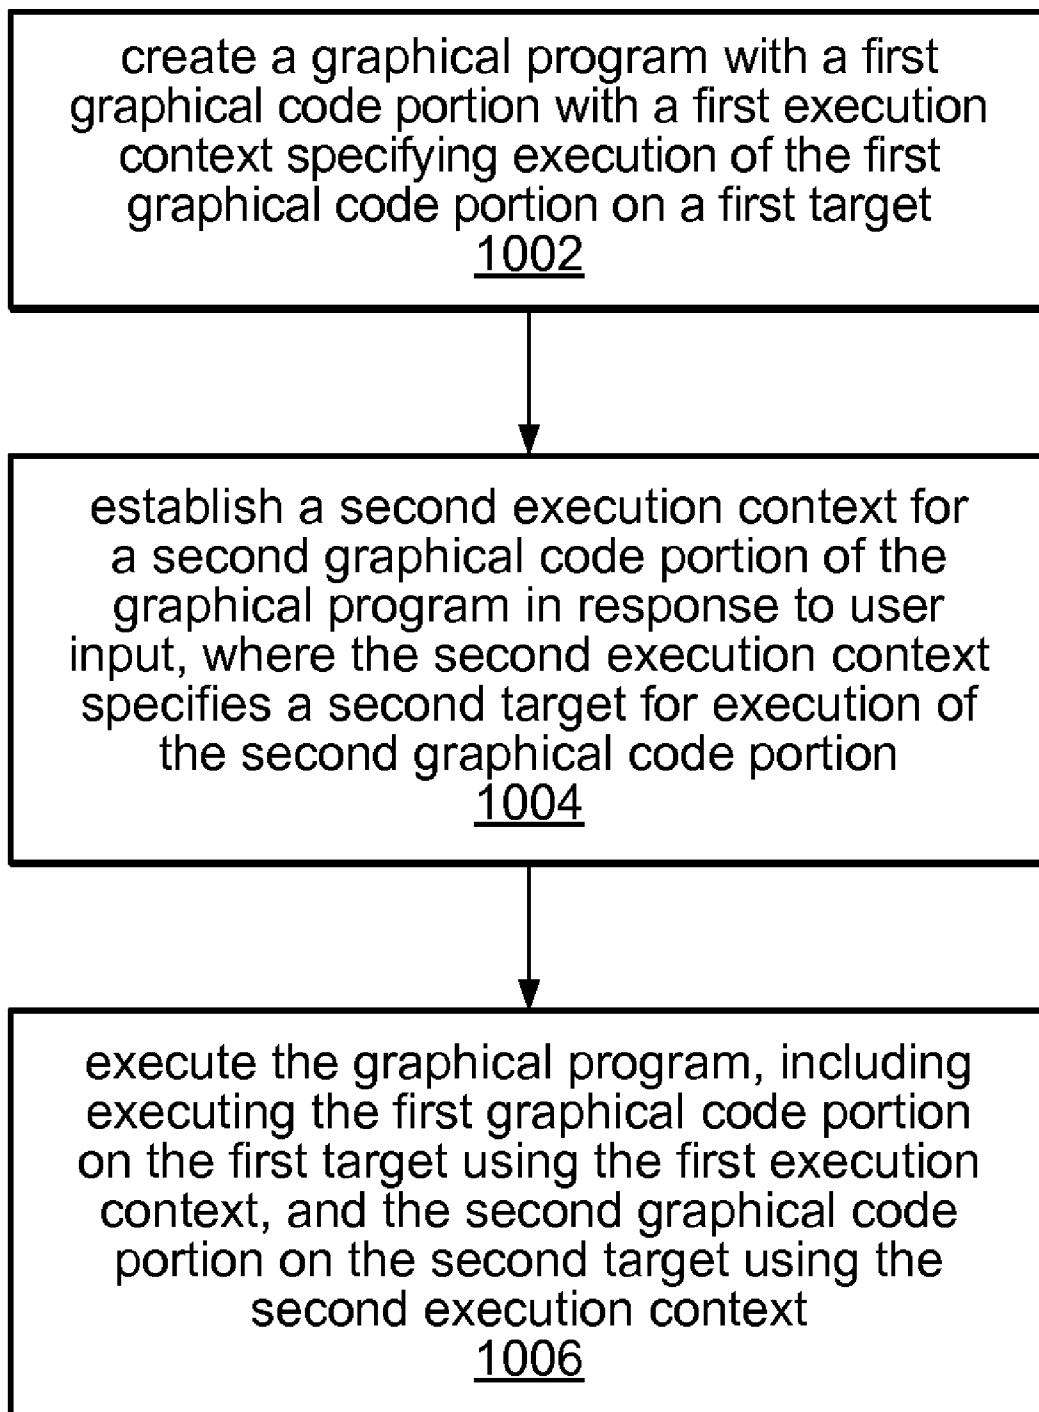 create a graphical program with a first
graphical code portion with a first execution
context specifying execution of the first
graphical code portion on a first target
1002
establish a second execution context for
a second graphical code portion of the
graphical program in response to user
input, where the second execution context
specifies a second target for execution of
the second graphical code portion
1004
execute the graphical program, including
executing the first graphical code portion
on the first target using the first execution
context, and the second graphical code
portion on the second target using the
second execution context
1006